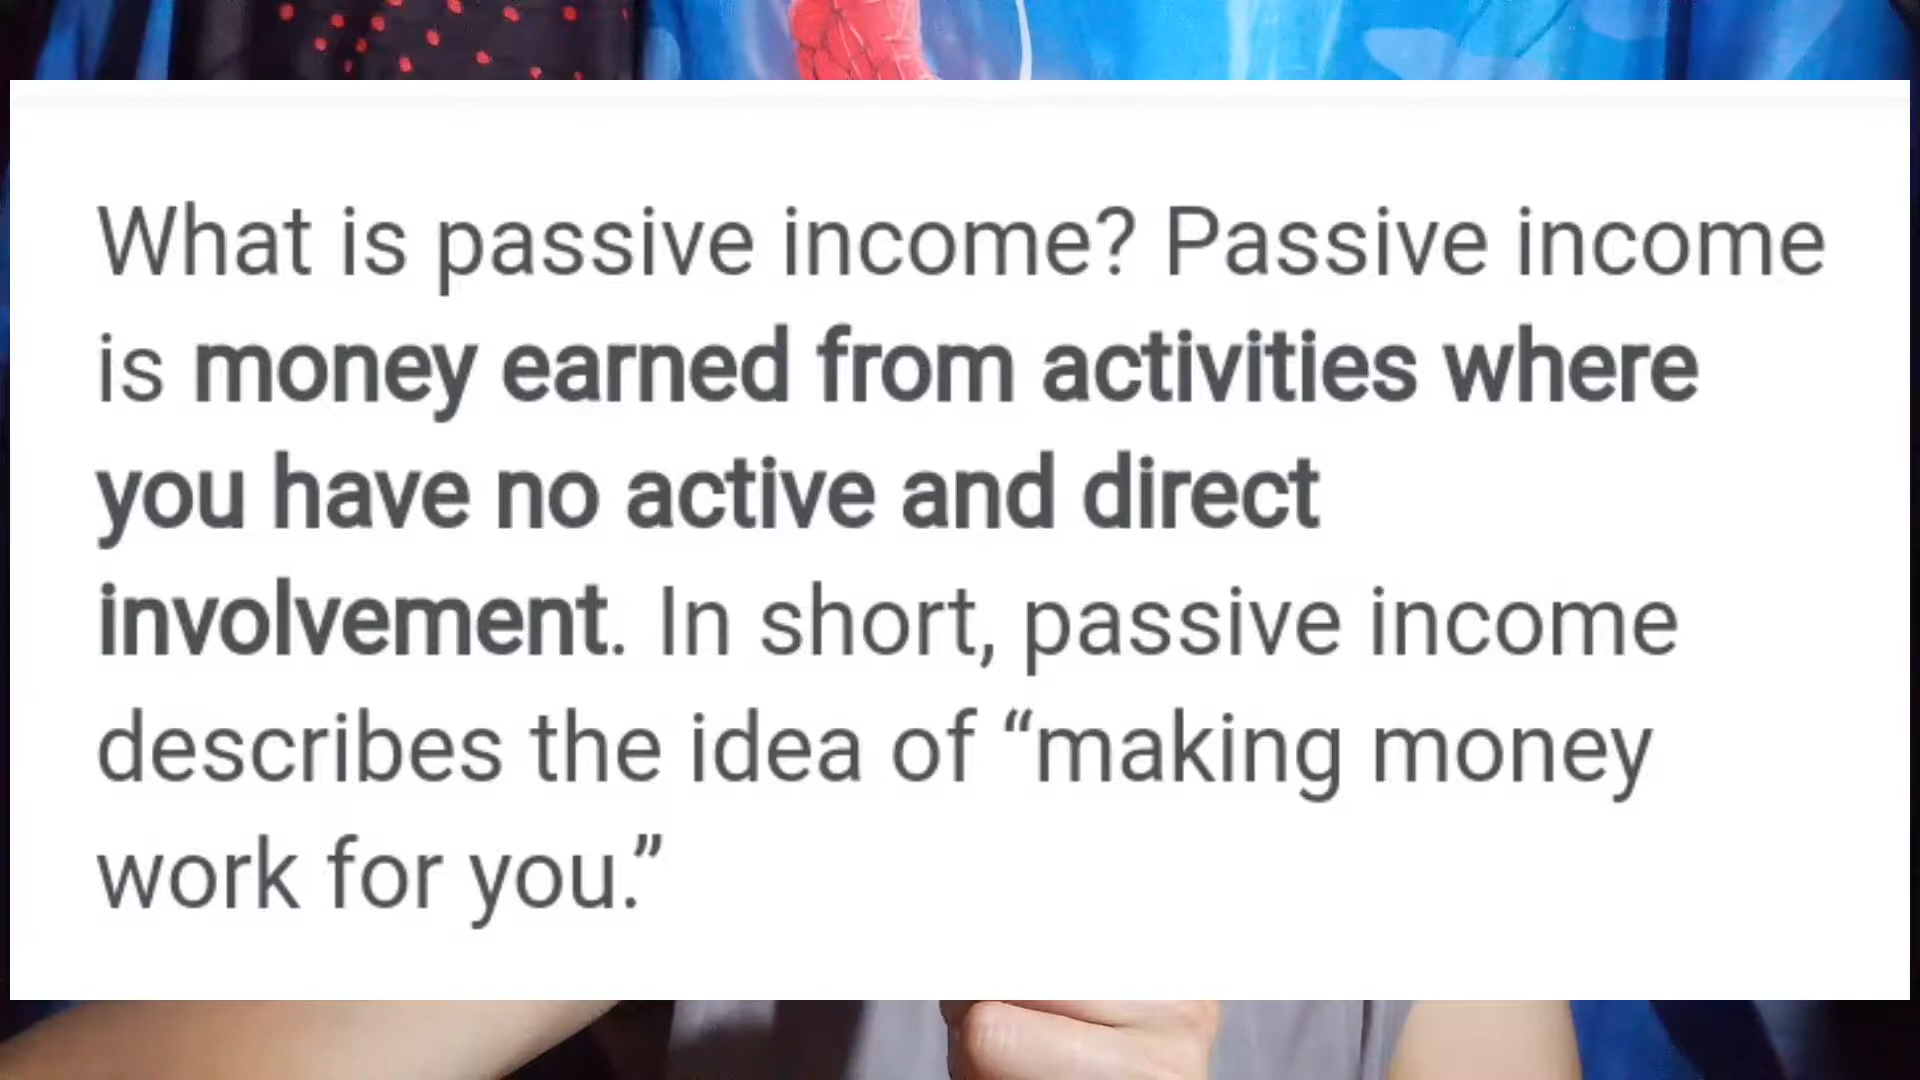 What is passive income? Passive income
is money earned from activities where
you have no active and direct
involvement. In short, passive income
describes the idea of “making money
work for you.”